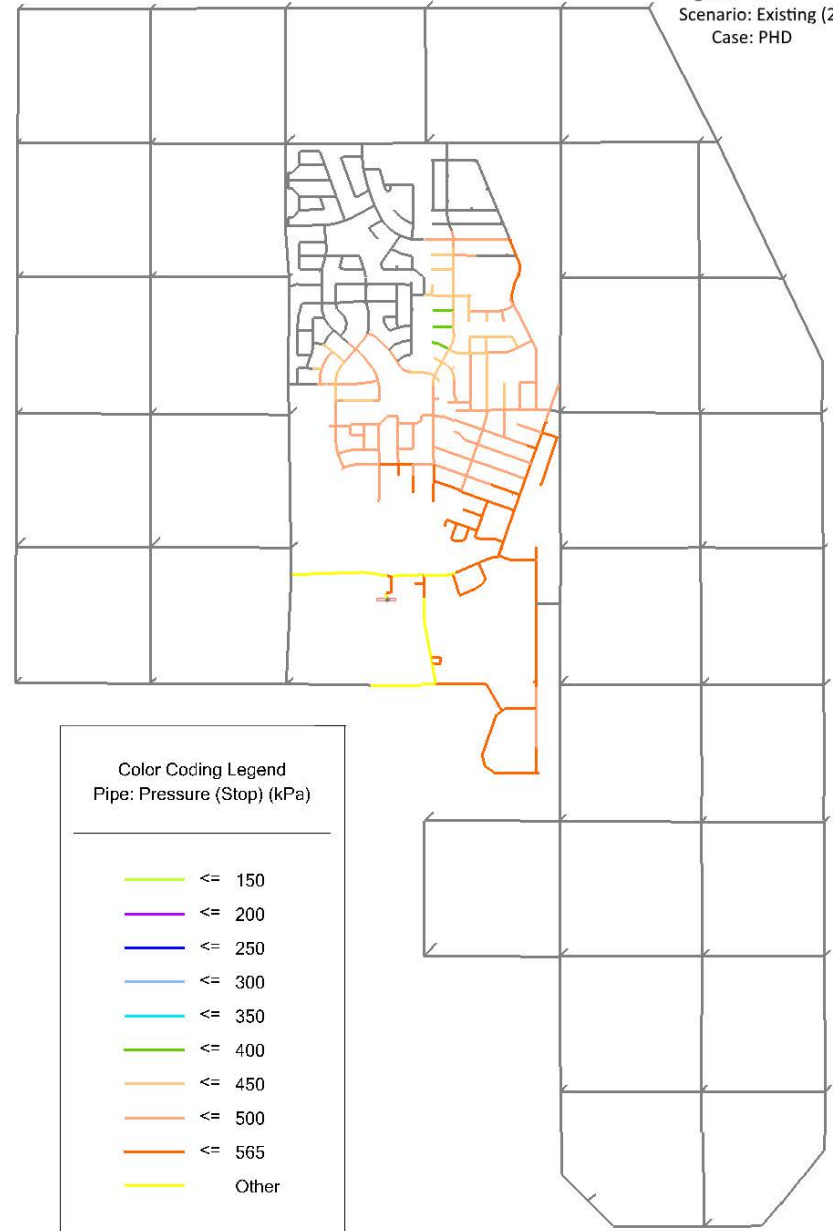 Scenario: Existing (2
Case: PHD
Color Coding Legend
Pipe: Pressure (Stop) (kPa)
<= 150
<= 200
<= 250
<= 300
<= 350
<= 400
<= 450
<= 500
<= 565
Other